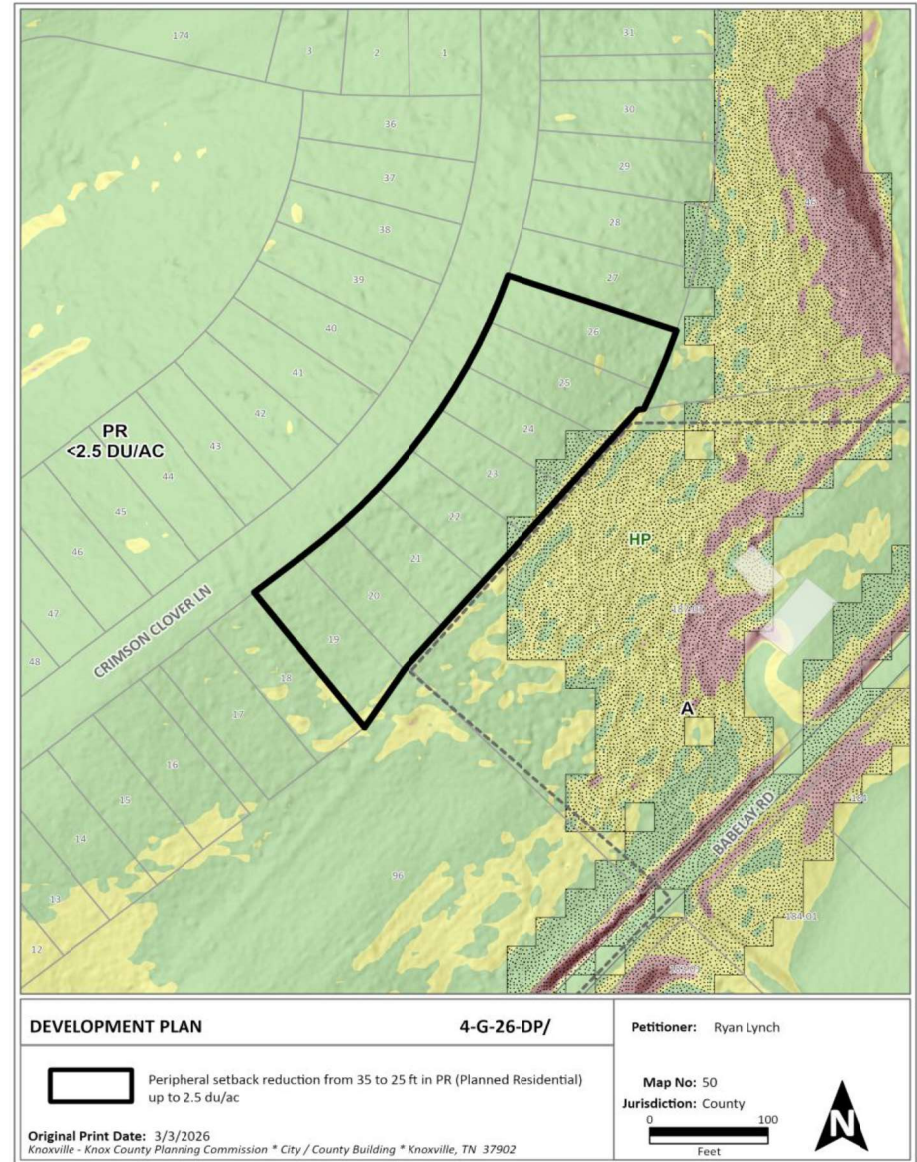 174
3
2
1
31
30
29
28
27
26
25
24
23
22
21
20
19
18
17
16
15
14
13
12
36
37
38
39
40
41
42
43
44
45
46
47
48
PR
<2.5 DU/AC
CRIMSON CLOVER LN
HP
A
BABELAY RD
96
184.01
DEVELOPMENT PLAN
4-G-26-DP/
Petitioner: Ryan Lynch
Peripheral setback reduction from 35 to 25 ft in PR (Planned Residential)
up to 2.5 du/ac
Map No: 50
Jurisdiction: County
0 100
Feet
N
Original Print Date: 3/3/2026
Knoxville - Knox County Planning Commission * City / County Building * Knoxville, TN 37902